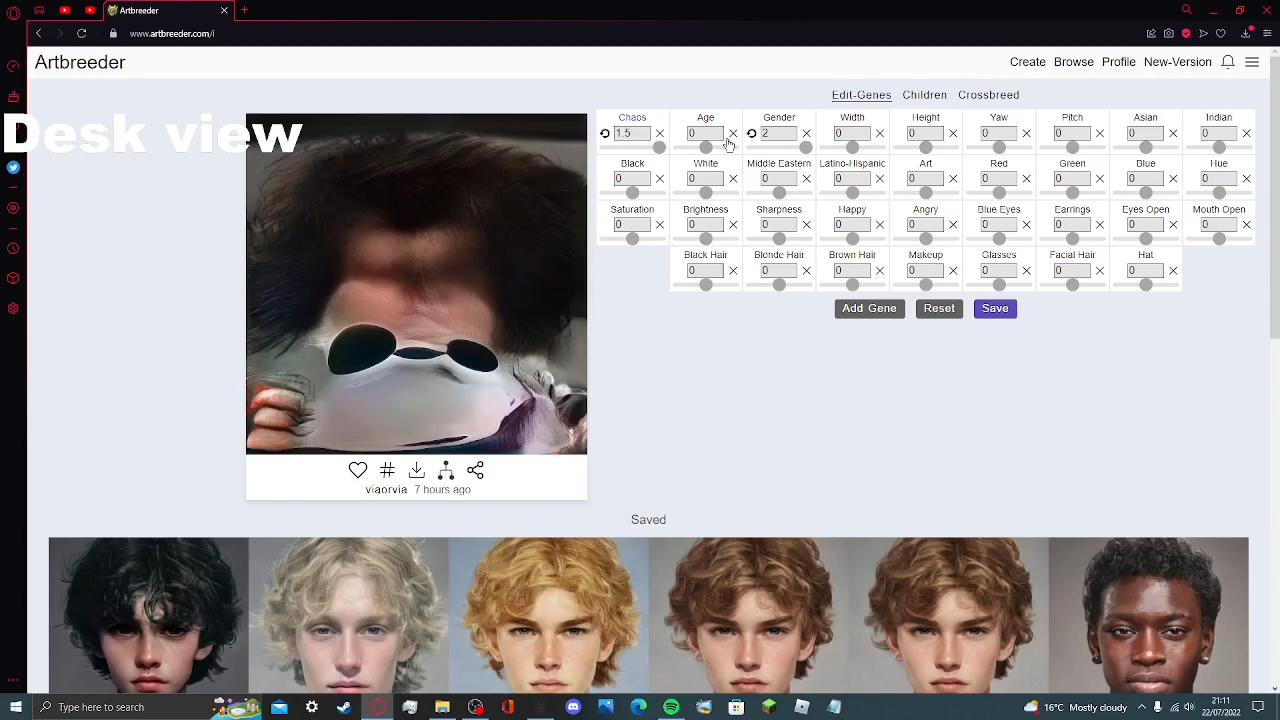 Artbreeder
www.artbreeder.com/i
Artbreeder
Create Browse Profile New-Version
Edit-Genes Children Crossbreed
Desk view
Chaos Age Gender Width Height Yaw Pitch Asian Indian
1.5 0 2 0 0 0 0 0 0
Black White Middle Eastern Latino-Hispanic Art Red Green Blue Hue
0 0 0 0 0 0 0 0 0
Saturation Brightness Sharpness Happy Angry Blue Eyes Earrings Eyes Open Mouth Open
0 0 0 0 0 0 0 0 0
Black Hair Blonde Hair Brown Hair Makeup Glasses Facial Hair Hat
0 0 0 0 0 0 0
Add Gene Reset Save
viaorvia 7 hours ago
Saved
Type here to search
16°C Mostly cloudy
21:11
22/07/2022